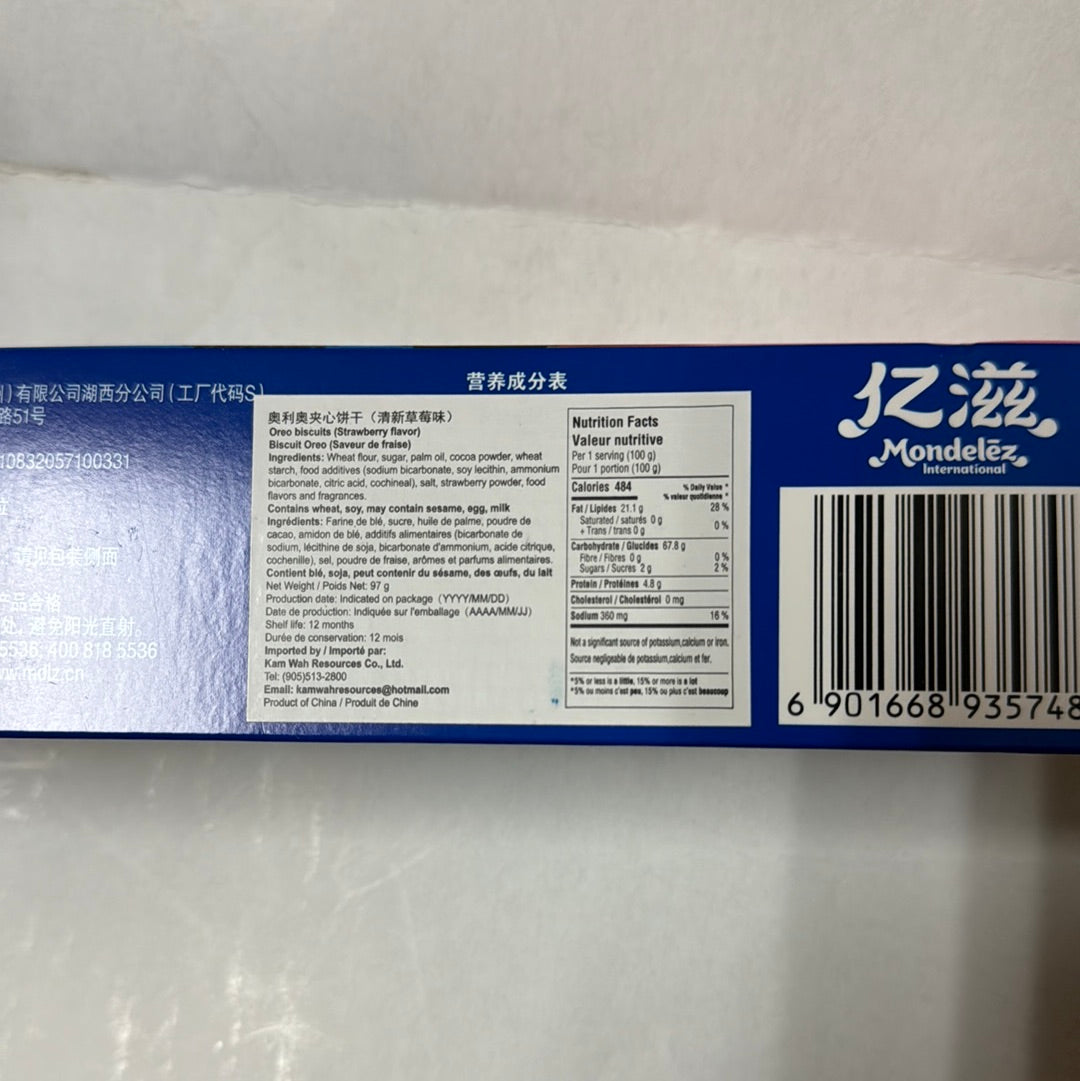 )有限公司湖西分公司(工厂代码S)
路51号
10832057100331
请见包装侧面
产品合格
处,避免阳光直射。
5536; 400 818 5536
www.mdlz.cn
营养成分表
奥利奥夹心饼干(清新草莓味)
Oreo biscuits (Strawberry flavor)
Biscuit Oreo (Saveur de fraise)
Ingredients: Wheat flour, sugar, palm oil, cocoa powder, wheat
starch, food additives (sodium bicarbonate, soy lecithin, ammonium
bicarbonate, citric acid, cochineal), salt, strawberry powder, food
flavors and fragrances.
Contains wheat, soy, may contain sesame, egg, milk
Ingrédients: Farine de blé, sucre, huile de palme, poudre de
cacao, amidon de blé, additifs alimentaires (bicarbonate de
sodium, lécithine de soja, bicarbonate d'ammonium, acide citrique,
cochenille), sel, poudre de fraise, arômes et parfums alimentaires.
Contient blé, soja, peut contenir du sésame, des œufs, du lait
Net Weight / Poids Net: 97 g
Production date: Indicated on package (YYYY/MM/DD)
Date de production: Indiquée sur l'emballage (AAAA/MM/JJ)
Shelf life: 12 months
Durée de conservation: 12 mois
Imported by / Importé par:
Kam Wah Resources Co., Ltd.
Tel: (905)513-2800
Email: kamwahresources@hotmail.com
Product of China / Produit de Chine
Nutrition Facts
Valeur nutritive
Per 1 serving (100 g)
Pour 1 portion (100 g)
Calories 484 % Daily Value *
% valeur quotidienne *
Fat / Lipides 21.1 g 28 %
Saturated / saturés 0 g
+ Trans / trans 0 g 0 %
Carbohydrate / Glucides 67.8 g
Fibre / Fibres 0 g 0 %
Sugars / Sucres 2 g 2 %
Protein / Protéines 4.8 g
Cholesterol / Cholestérol 0 mg
Sodium 360 mg 16 %
Not a significant source of potassium,calcium or iron.
Source negligeable de potassium,calcium et fer.
*5% or less is a little, 15% or more is a lot
*5% ou moins c'est peu, 15% ou plus c'est beaucoup
亿滋
Mondelēz
International
6 901668 935748